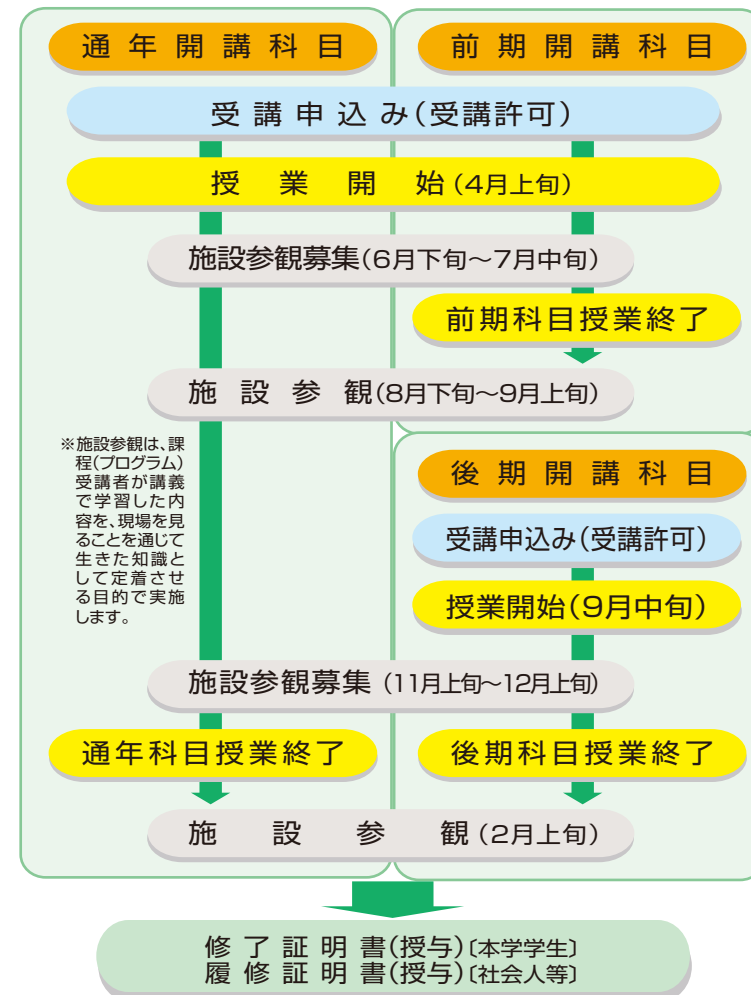 通年開講科目
前期開講科目
受講申込み(受講許可)
授業開始(4月上旬)
施設参観募集(6月下旬~7月中旬)
前期科目授業終了
施設参観(8月下旬~9月上旬)
※施設参観は、課
程(プログラム)
受講者が講義
で学習した内
容を、現場を見
ることを通じて
生きた知識と
して定着させ
る目的で実施
します。
後期開講科目
受講申込み(受講許可)
授業開始(9月中旬)
施設参観募集(11月上旬~12月上旬)
通年科目授業終了
後期科目授業終了
施設参観(2月上旬)
修了証明書(授与)〔本学学生〕
履修証明書(授与)〔社会人等〕